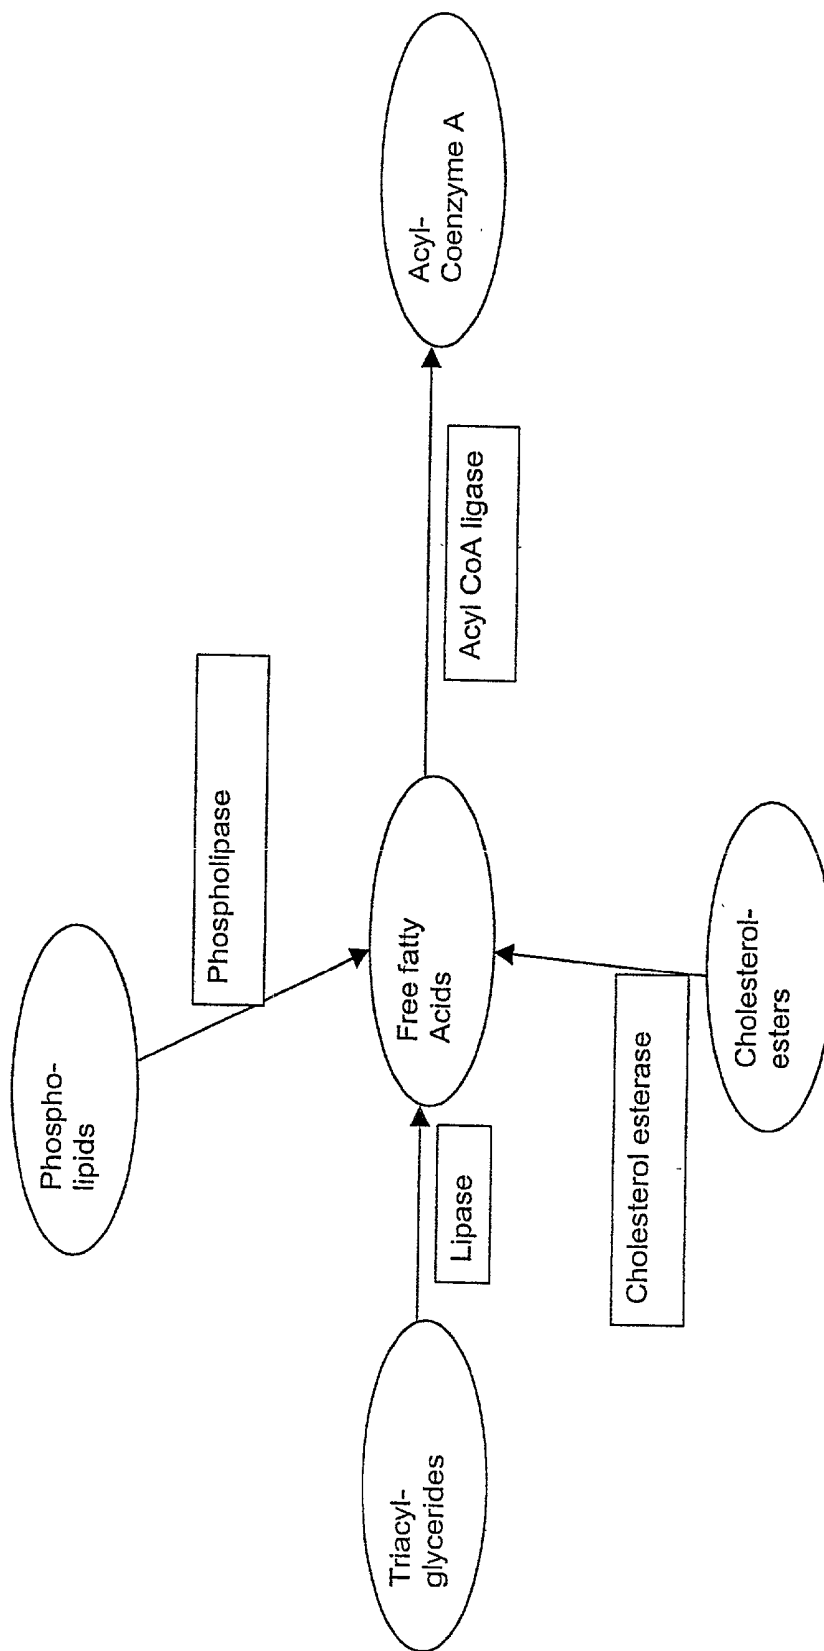 Phospho-
lipids
Phospholipase
Triacyl-
glycerides
Lipase
Free fatty
Acids
Acyl CoA ligase
Acyl-
Coenzyme A
Cholesterol esterase
Cholesterol-
esters